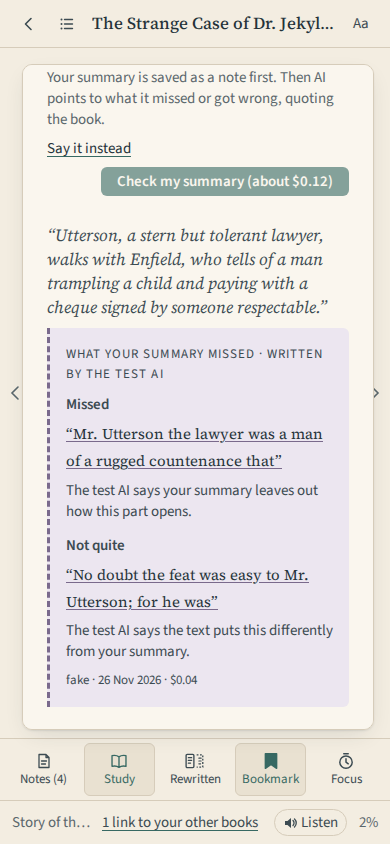 The Strange Case of Dr. Jekyl...
Aa
Your summary is saved as a note first. Then AI
points to what it missed or got wrong, quoting
the book.
Say it instead
Check my summary (about $0.12)
“Utterson, a stern but tolerant lawyer,
walks with Enfield, who tells of a man
trampling a child and paying with a
cheque signed by someone respectable.”
WHAT YOUR SUMMARY MISSED · WRITTEN
BY THE TEST AI
Missed
“Mr. Utterson the lawyer was a man
of a rugged countenance that”
The test AI says your summary leaves out
how this part opens.
Not quite
“No doubt the feat was easy to Mr.
Utterson; for he was”
The test AI says the text puts this differently
from your summary.
fake · 26 Nov 2026 · $0.04
Notes (4)
Study
Rewritten
Bookmark
Focus
Story of th...
1 link to your other books
Listen
2%